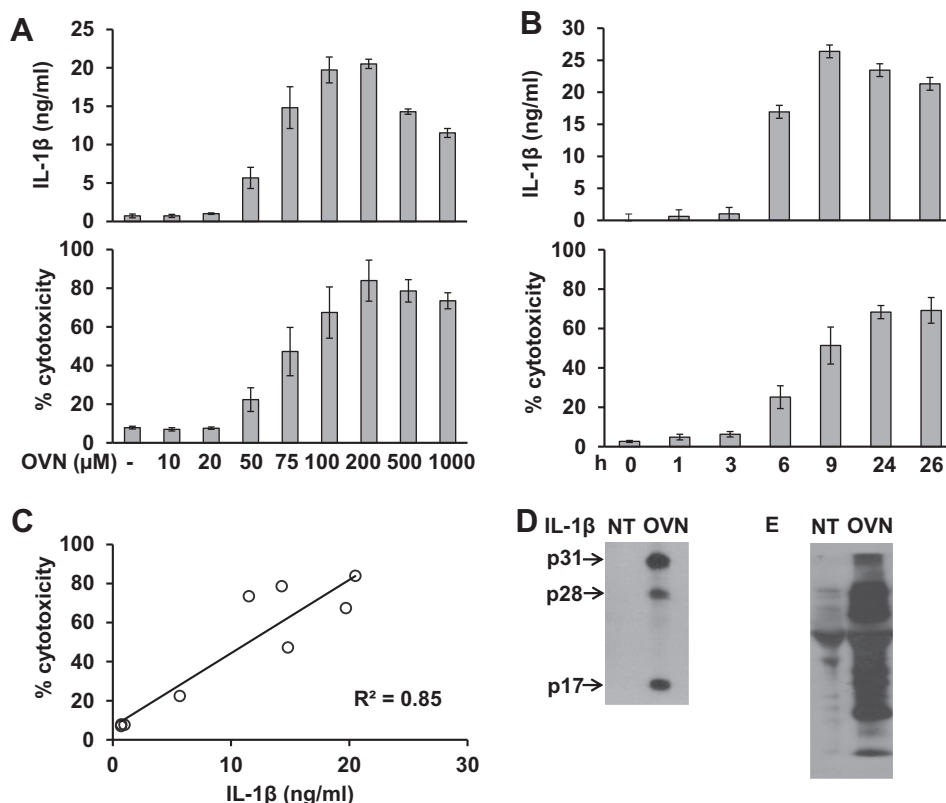 A
IL-1β (ng/ml)
25
20
15
10
5
0
% cytotoxicity
100
80
60
40
20
0
OVN (μM) - 10 20 50 75 100 200 500 1000
B
IL-1β (ng/ml)
30
25
20
15
10
5
0
% cytotoxicity
100
80
60
40
20
0
h 0 1 3 6 9 24 26
C
% cytotoxicity
100
80
60
40
20
0
R² = 0.85
0 10 20 30
IL-1β (ng/ml)
D
IL-1β NT OVN
p31→
p28→
p17→
E NT OVN